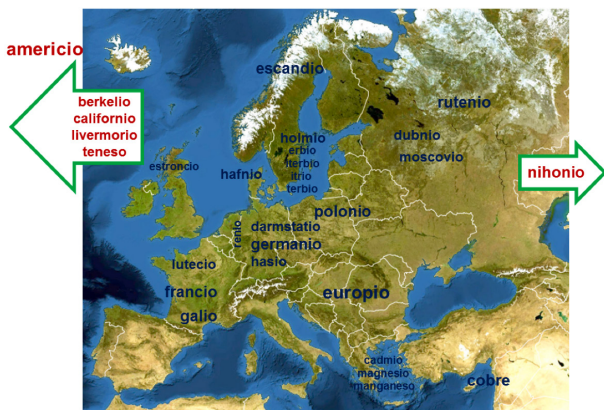 americio
berkelio
californio
livermorio
teneso
escandio
rutenio
holmio
erbio
iterbio
itrio
terbio
dubnio
moscovio
estroncio
hafnio
nihonio
polonio
renio
darmstatio
germanio
hasio
lutecio
francio
galio
europio
cadmio
magnesio
manganeso
cobre